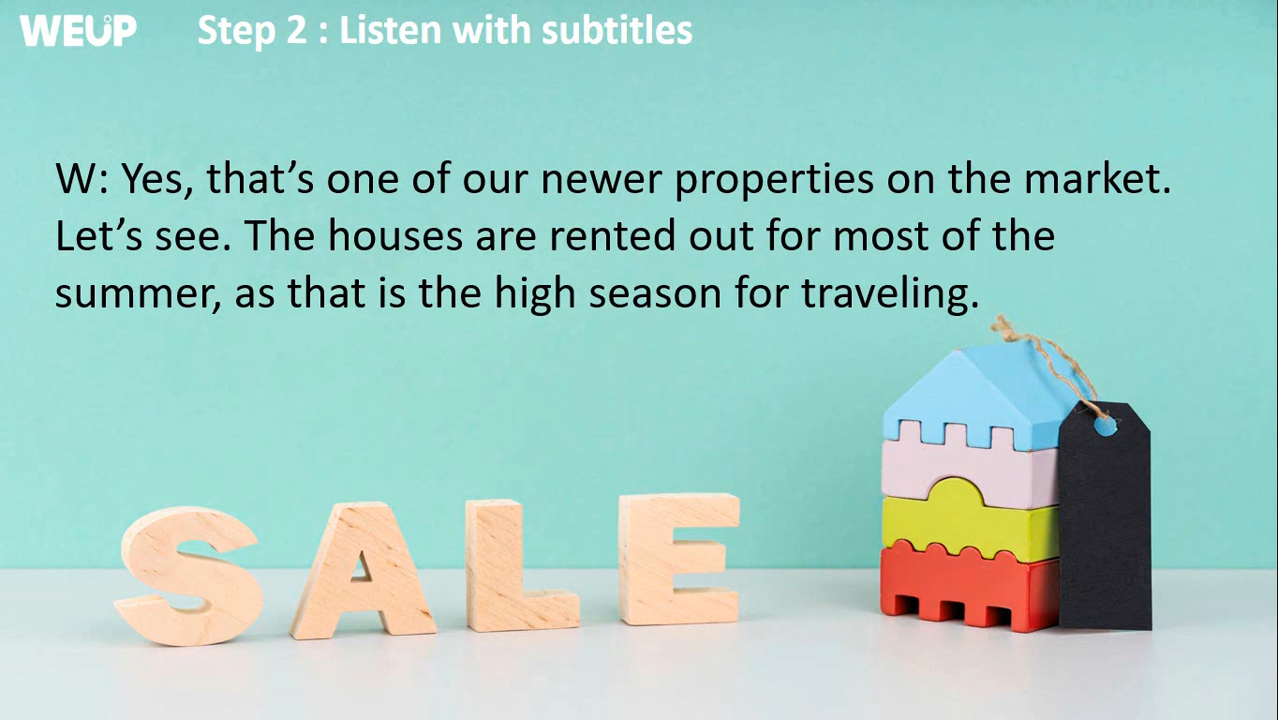 WEUP
Step 2 : Listen with subtitles
W: Yes, that’s one of our newer properties on the market.
Let’s see. The houses are rented out for most of the
summer, as that is the high season for traveling.
SALE